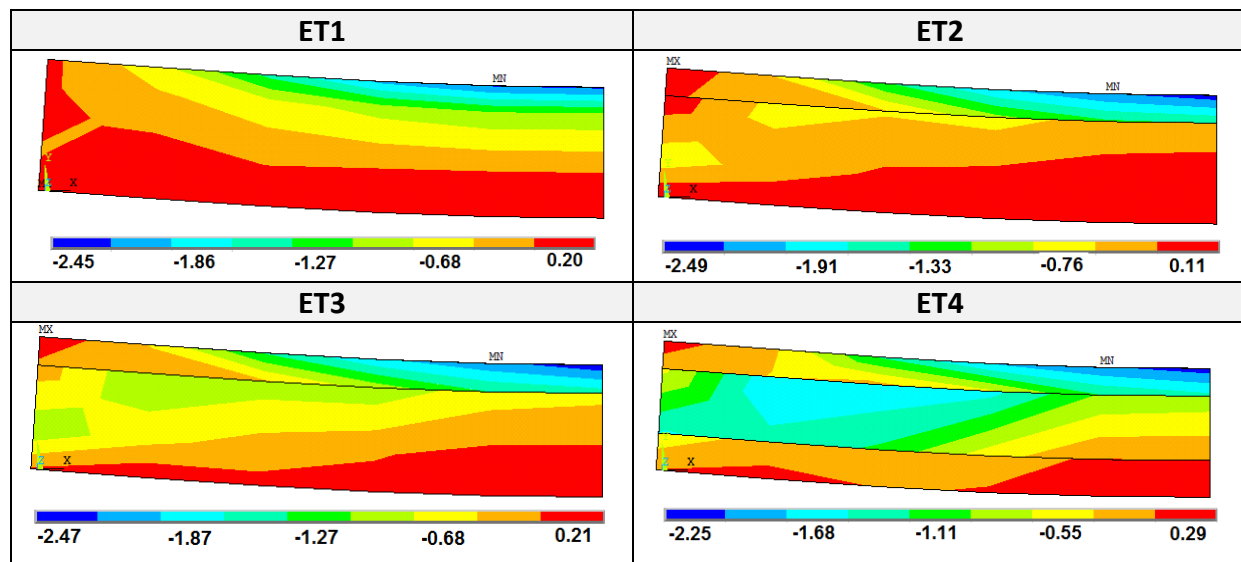 ET1
ET2
MN
Y
X
-2.45 -1.86 -1.27 -0.68 0.20
MX
MN
X
-2.49 -1.91 -1.33 -0.76 0.11
ET3
ET4
MX
MN
Z X
-2.47 -1.87 -1.27 -0.68 0.21
MX
MN
Z X
-2.25 -1.68 -1.11 -0.55 0.29